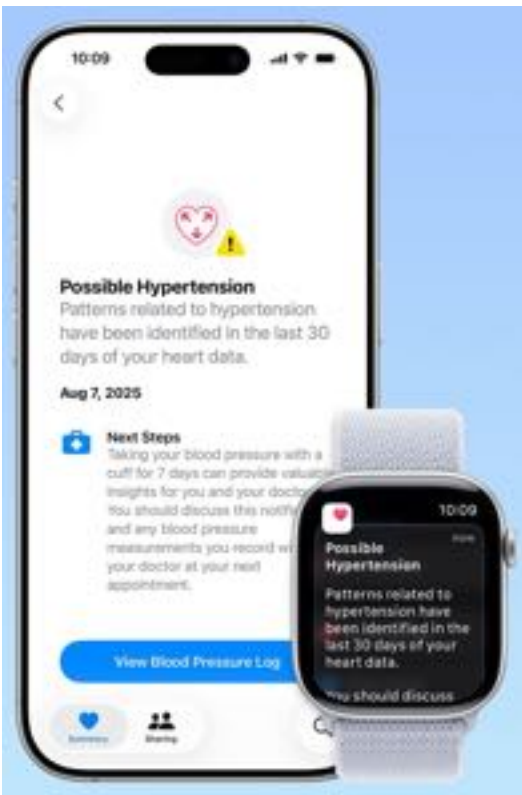 10:09
Possible Hypertension
Patterns related to hypertension
have been identified in the last 30
days of your heart data.
Aug 7, 2025
Next Steps
Taking your blood pressure with a
cuff for 7 days can provide valuable
insights for you and your doctor.
You should discuss this
and any blood pressure
measurements you record
your doctor at your next
appointment.
View Blood Pressure Log
Summary
Sharing
10:09
now
Possible
Hypertension
Patterns related to
hypertension have
been identified in the
last 30 days of your
heart data.
You should discuss